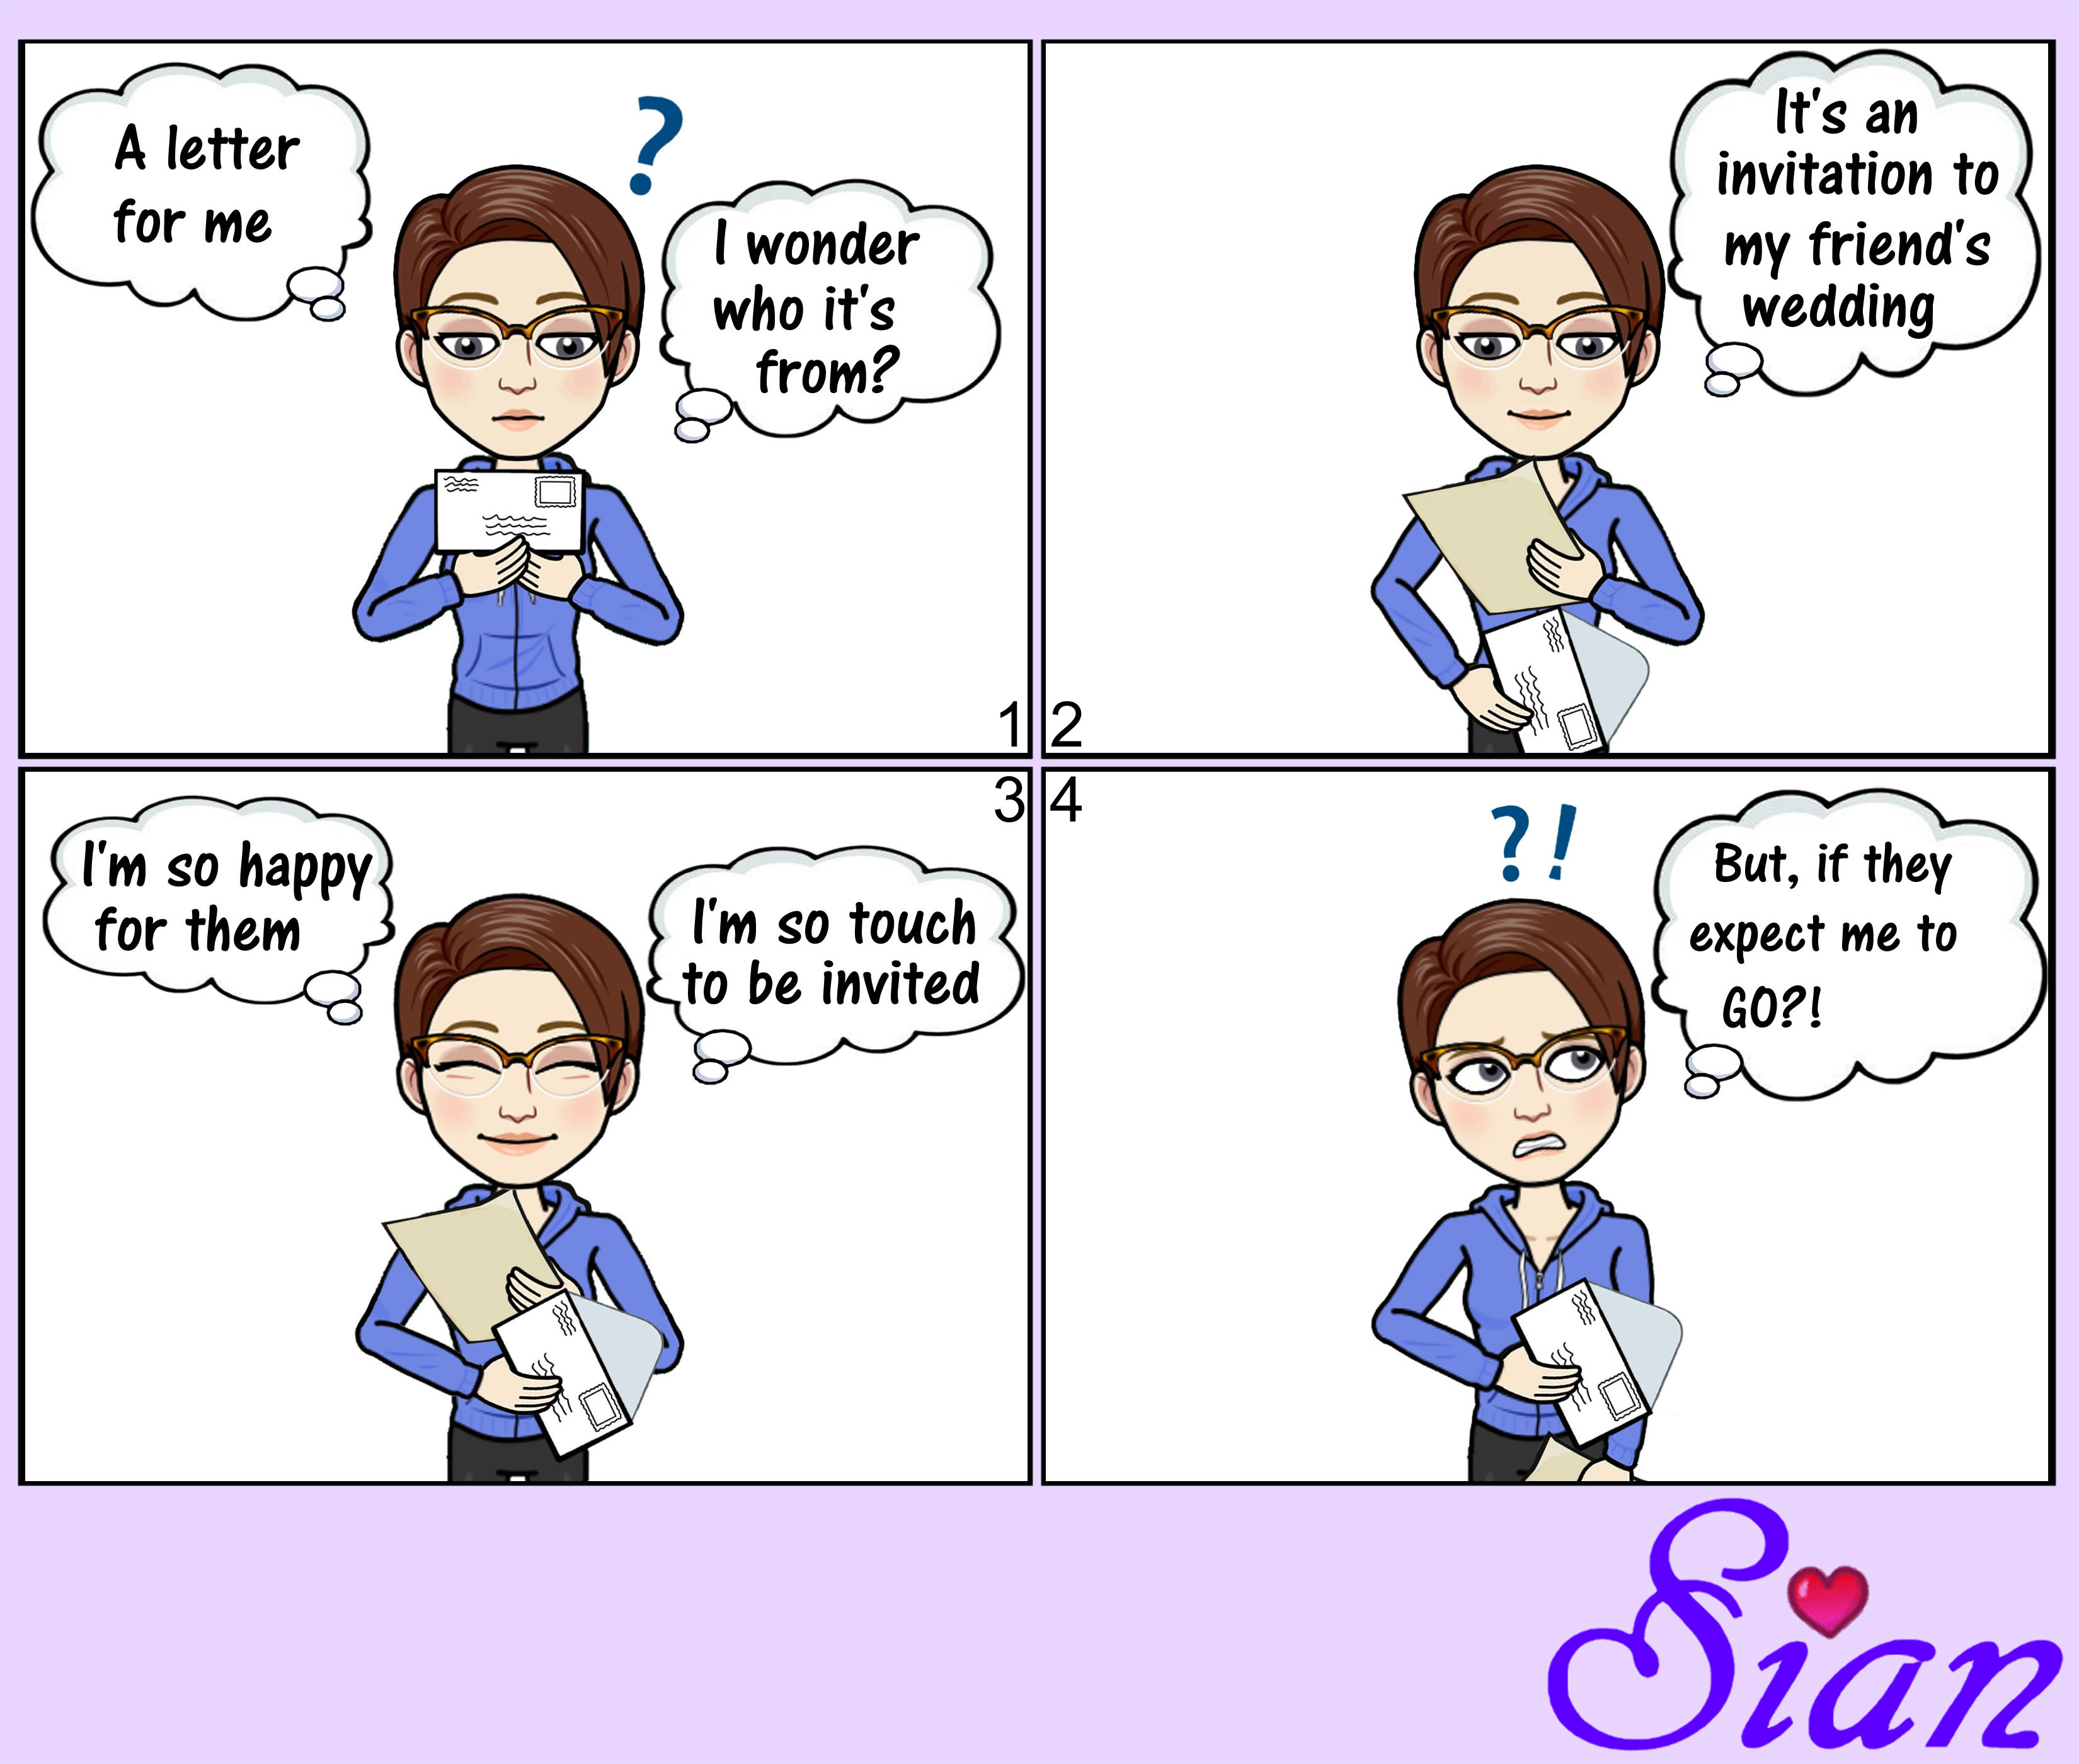 A letter
for me
?
I wonder
who it's
from?
1
It's an
invitation to
my friend's
wedding
2
I'm so happy
for them
I'm so touch
to be invited
3
4
?!
But, if they
expect me to
GO?!
Sian